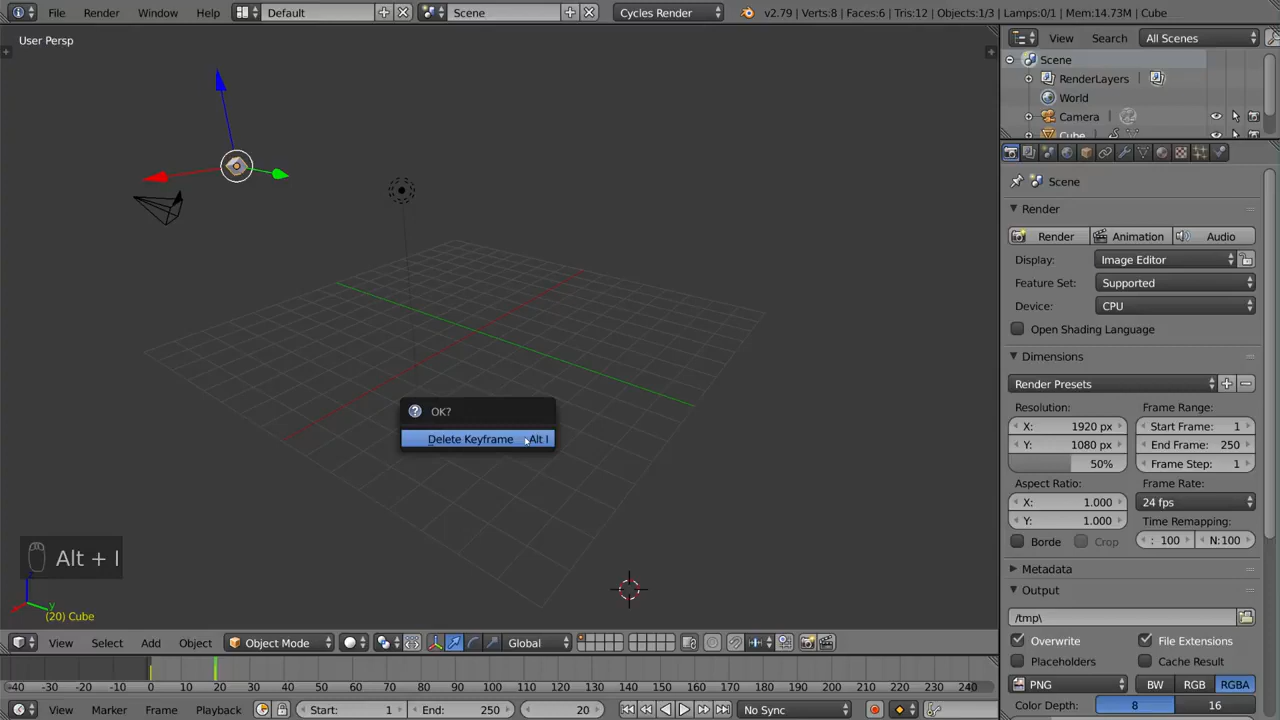 File Render Window Help Default Scene Cycles Render v2.79 | Verts:8 | Faces:6 | Tris:12 | Objects:1/3 | Lamps:0/1 | Mem:14.73M | Cube
User Persp
View Search All Scenes
Scene
RenderLayers
World
Camera
Cube
Scene
Render
Render Animation Audio
Display: Image Editor
Feature Set: Supported
Device: CPU
Open Shading Language
Dimensions
Render Presets
Resolution: Frame Range:
X: 1920 px Start Frame: 1
Y: 1080 px End Frame: 250
50% Frame Step: 1
Aspect Ratio: Frame Rate:
X: 1.000 24 fps
Y: 1.000 Time Remapping:
Borde Crop : 100 N:100
Metadata
Output
/tmp\
Overwrite File Extensions
Placeholders Cache Result
PNG BW RGB RGBA
Color Depth: 8 16
OK?
Delete Keyframe Alt I
Alt + I
z
y
(20) Cube
View Select Add Object Object Mode Global
-40 -30 -20 -10 0 10 20 30 40 50 60 70 80 90 100 110 120 130 140 150 160 170 180 190 200 210 220 230 240
View Marker Frame Playback Start: 1 End: 250 20 No Sync